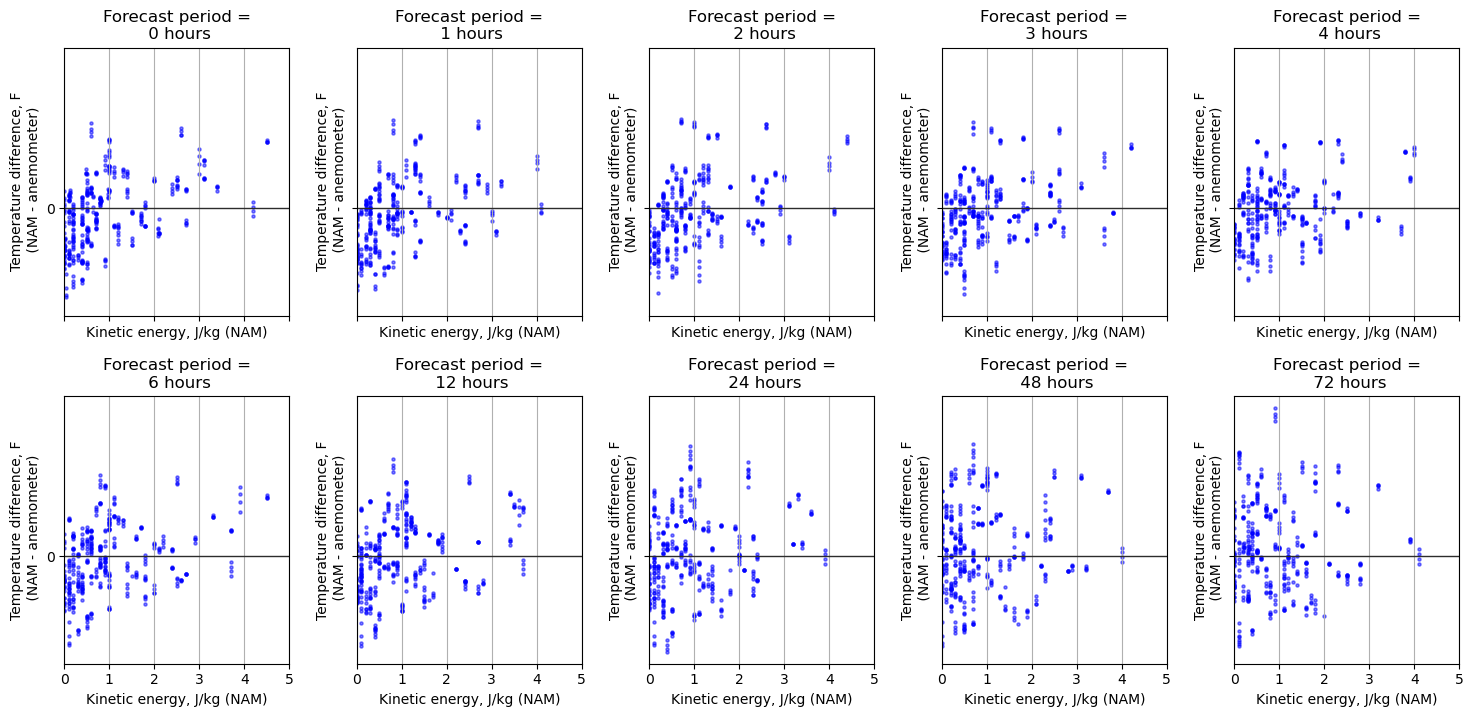 Forecast period =
0 hours
Forecast period =
1 hours
Forecast period =
2 hours
Forecast period =
3 hours
Forecast period =
4 hours
Temperature difference, F
(NAM - anemometer)
0
Kinetic energy, J/kg (NAM)
Temperature difference, F
(NAM - anemometer)
Kinetic energy, J/kg (NAM)
Temperature difference, F
(NAM - anemometer)
Kinetic energy, J/kg (NAM)
Temperature difference, F
(NAM - anemometer)
Kinetic energy, J/kg (NAM)
Temperature difference, F
(NAM - anemometer)
Kinetic energy, J/kg (NAM)
Forecast period =
6 hours
Forecast period =
12 hours
Forecast period =
24 hours
Forecast period =
48 hours
Forecast period =
72 hours
Temperature difference, F
(NAM - anemometer)
0
0 1 2 3 4 5
Kinetic energy, J/kg (NAM)
Temperature difference, F
(NAM - anemometer)
0 1 2 3 4 5
Kinetic energy, J/kg (NAM)
Temperature difference, F
(NAM - anemometer)
0 1 2 3 4 5
Kinetic energy, J/kg (NAM)
Temperature difference, F
(NAM - anemometer)
0 1 2 3 4 5
Kinetic energy, J/kg (NAM)
Temperature difference, F
(NAM - anemometer)
0 1 2 3 4 5
Kinetic energy, J/kg (NAM)